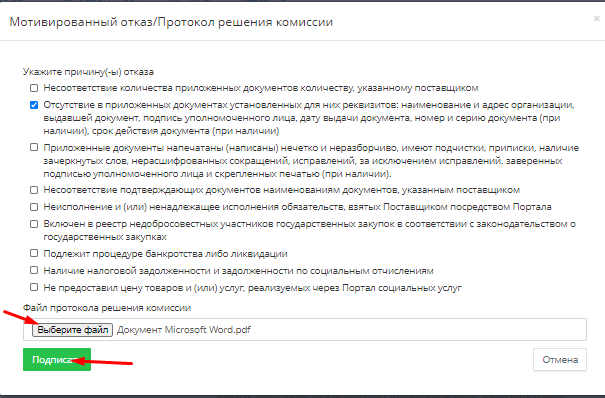 Мотивированный отказ/Протокол решения комиссии
×
Укажите причину(-ы) отказа
Несоответствие количества приложенных документов количеству, указанному поставщиком
Отсутствие в приложенных документах установленных для них реквизитов: наименование и адрес организации,
выдавшей документ, подпись уполномоченного лица, дату выдачи документа, номер и серию документа (при
наличии), срок действия документа (при наличии)
Приложенные документы напечатаны (написаны) нечетко и неразборчиво, имеют подчистки, приписки, наличие
зачеркнутых слов, нерасшифрованных сокращений, исправлений, за исключением исправлений, заверенных
подписью уполномоченного лица и скрепленных печатью (при наличии).
Несоответствие подтверждающих документов наименованиям документов, указанным поставщиком
Неисполнение и (или) ненадлежащее исполнения обязательств, взятых Поставщиком посредством Портала
Включен в реестр недобросовестных участников государственных закупок в соответствии с законодательством о
государственных закупках
Подлежит процедуре банкротства либо ликвидации
Наличие налоговой задолженности и задолженности по социальным отчислениям
Не предоставил цену товаров и (или) услуг, реализуемых через Портал социальных услуг
Файл протокола решения комиссии
Выберите файл Документ Microsoft Word.pdf
Подписа Отмена